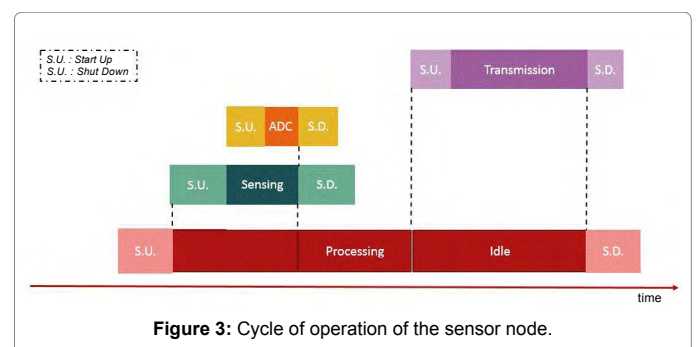 S.U. : Start Up
S.U. : Shut Down
S.U. Transmission S.D.
S.U. ADC S.D.
S.U. Sensing S.D.
S.U. Processing Idle S.D.
time
Figure 3: Cycle of operation of the sensor node.